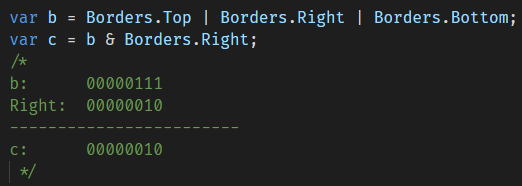 var b = Borders.Top | Borders.Right | Borders.Bottom;
var c = b & Borders.Right;
/*
b:      00000111
Right:  00000010
------------------------
c:      00000010
*/